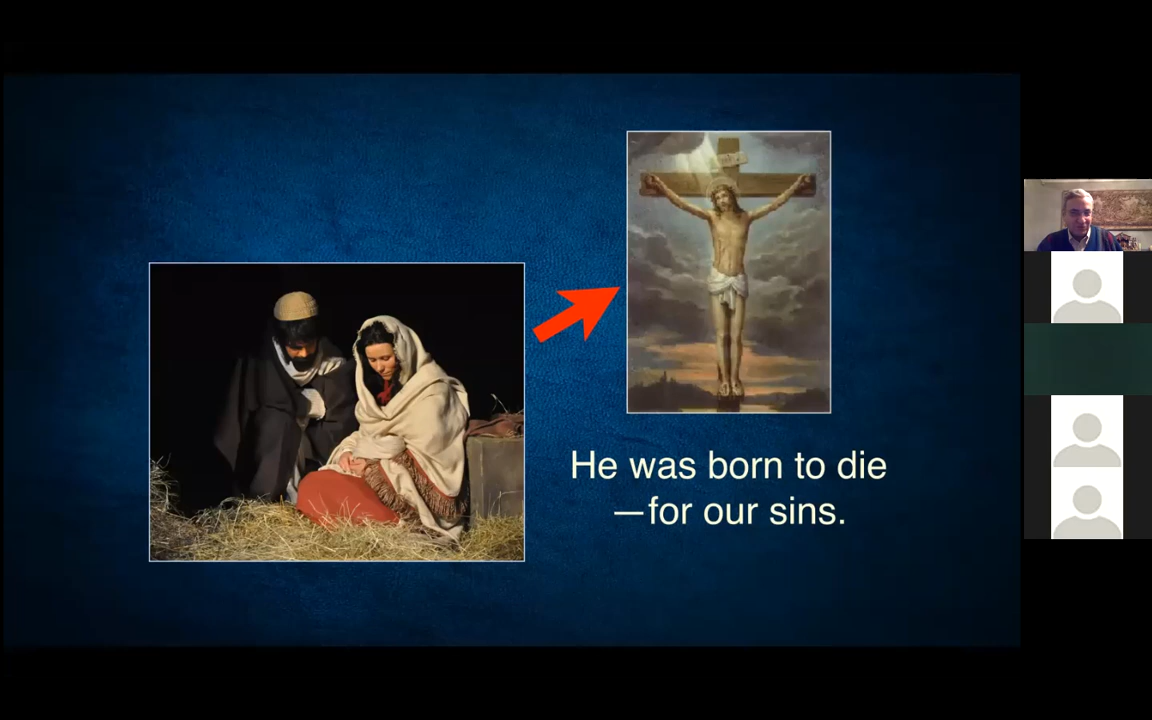 He was born to die
—for our sins.